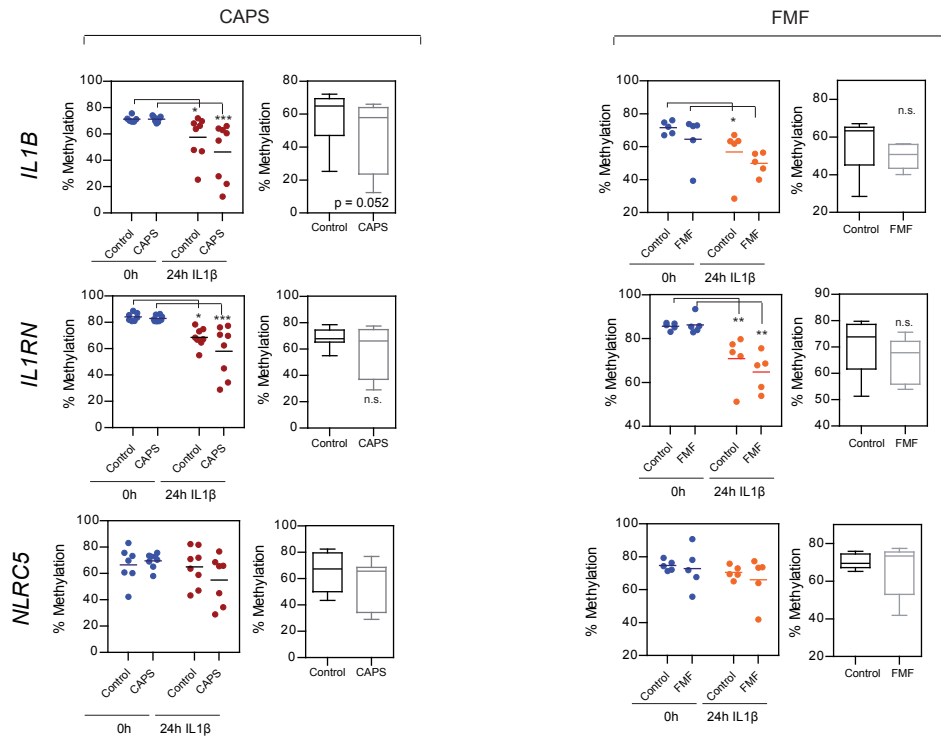 CAPS
FMF
IL1B
% Methylation
80
60
40
20
0
100
* ***
Control
CAPS
Control
CAPS
0h
24h IL1β
% Methylation
80
60
40
20
0
p = 0.052
Control
CAPS
% Methylation
100
80
60
40
20
*
Control
FMF
Control
FMF
0h
24h IL1β
% Methylation
80
60
40
20
n.s.
Control
FMF
IL1RN
% Methylation
100
80
60
40
20
0
* ***
Control
CAPS
Control
CAPS
0h
24h IL1β
% Methylation
100
80
60
40
20
0
n.s.
Control
CAPS
% Methylation
100
80
60
40
** **
Control
FMF
Control
FMF
0h
24h IL1β
% Methylation
90
80
70
60
50
40
n.s.
Control
FMF
NLRC5
% Methylation
100
80
60
40
20
0
Control
CAPS
Control
CAPS
0h
24h IL1β
% Methylation
100
80
60
40
20
0
Control
CAPS
% Methylation
100
80
60
40
20
Control
FMF
Control
FMF
0h
24h IL1β
% Methylation
80
60
40
20
Control
FMF